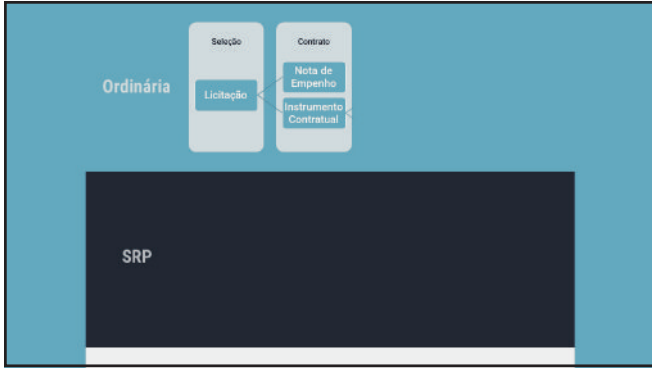 Seleção
Contrato
Ordinária
Licitação
Nota de
Empenho
Instrumento
Contratual
SRP